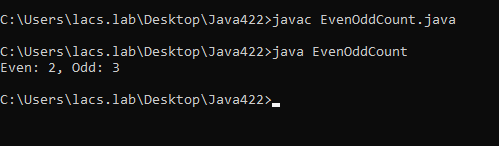 C:\Users\lacs.lab\Desktop\Java422>javac EvenOddCount.java
C:\Users\lacs.lab\Desktop\Java422>java EvenOddCount
Even: 2, Odd: 3
C:\Users\lacs.lab\Desktop\Java422>